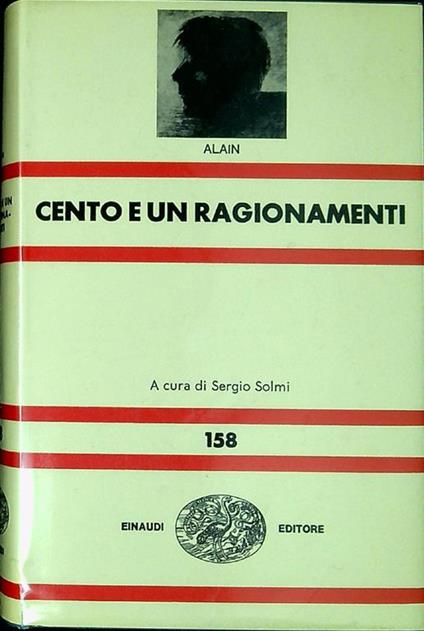 ALAIN
CENTO E UN RAGIONAMENTI
A cura di Sergio Solmi
158
EINAUDI EDITORE